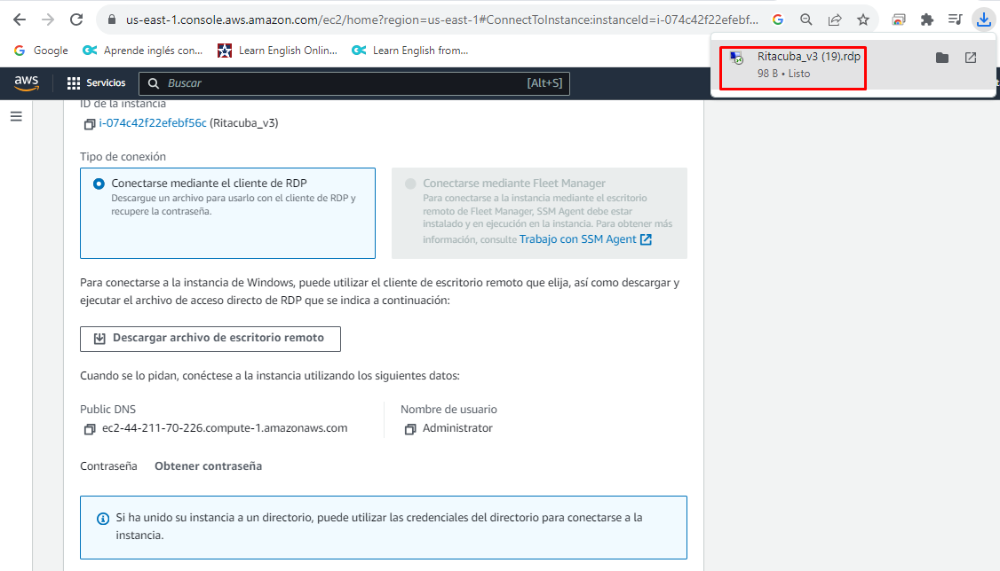 us-east-1.console.aws.amazon.com/ec2/home?region=us-east-1#ConnectToInstance:instanceId=i-074c42f22efebf...
Google
Aprende inglés con...
Learn English Onlin...
Learn English from...
Ritacuba_v3 (19).rdp
98 B • Listo
aws
Servicios
Buscar
[Alt+S]
ID de la instancia
i-074c42f22efebf56c (Ritacuba_v3)
Tipo de conexión
Conectarse mediante el cliente de RDP
Descargue un archivo para usarlo con el cliente de RDP y
recupere la contraseña.
Conectarse mediante Fleet Manager
Para conectarse a la instancia mediante el escritorio
remoto de Fleet Manager, SSM Agent debe estar
instalado y en ejecución en la instancia. Para obtener más
información, consulte Trabajo con SSM Agent
Para conectarse a la instancia de Windows, puede utilizar el cliente de escritorio remoto que elija, así como descargar y
ejecutar el archivo de acceso directo de RDP que se indica a continuación:
Descargar archivo de escritorio remoto
Cuando se lo pidan, conéctese a la instancia utilizando los siguientes datos:
Public DNS
ec2-44-211-70-226.compute-1.amazonaws.com
Nombre de usuario
Administrator
Contraseña
Obtener contraseña
Si ha unido su instancia a un directorio, puede utilizar las credenciales del directorio para conectarse a la
instancia.